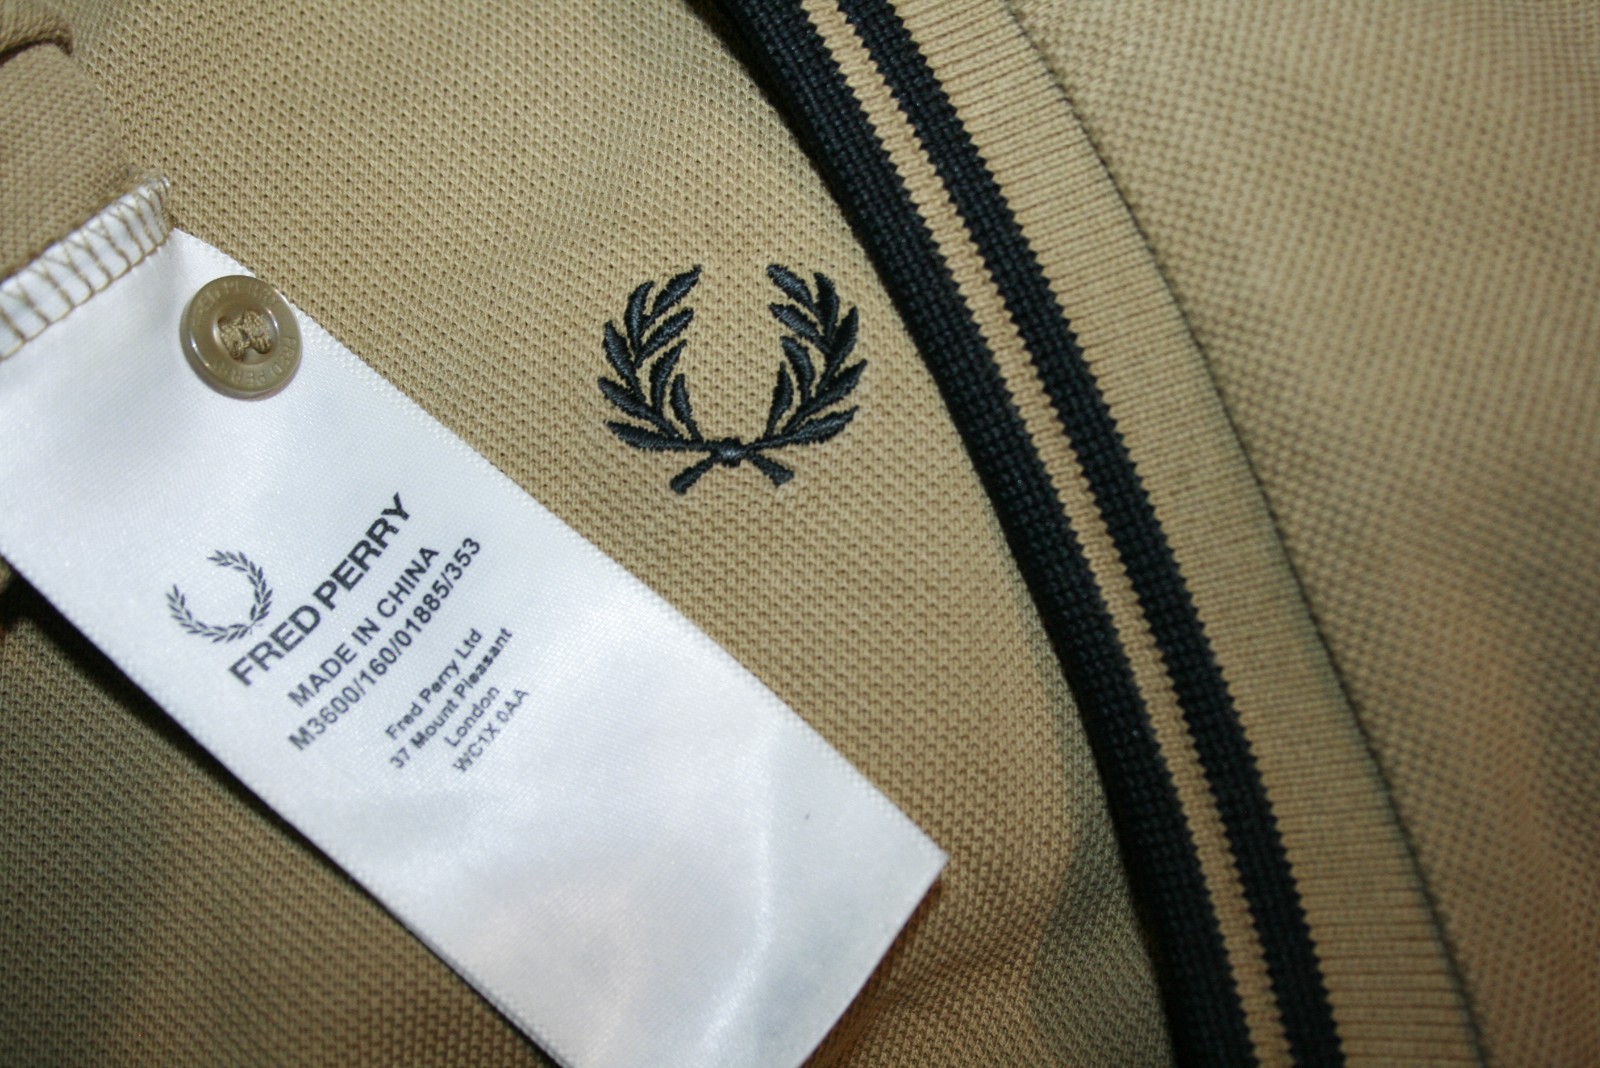 FRED PERRY
MADE IN CHINA
M3600/160/01885/353
Fred Perry Ltd
37 Mount Pleasant
London
WC1X 0AA